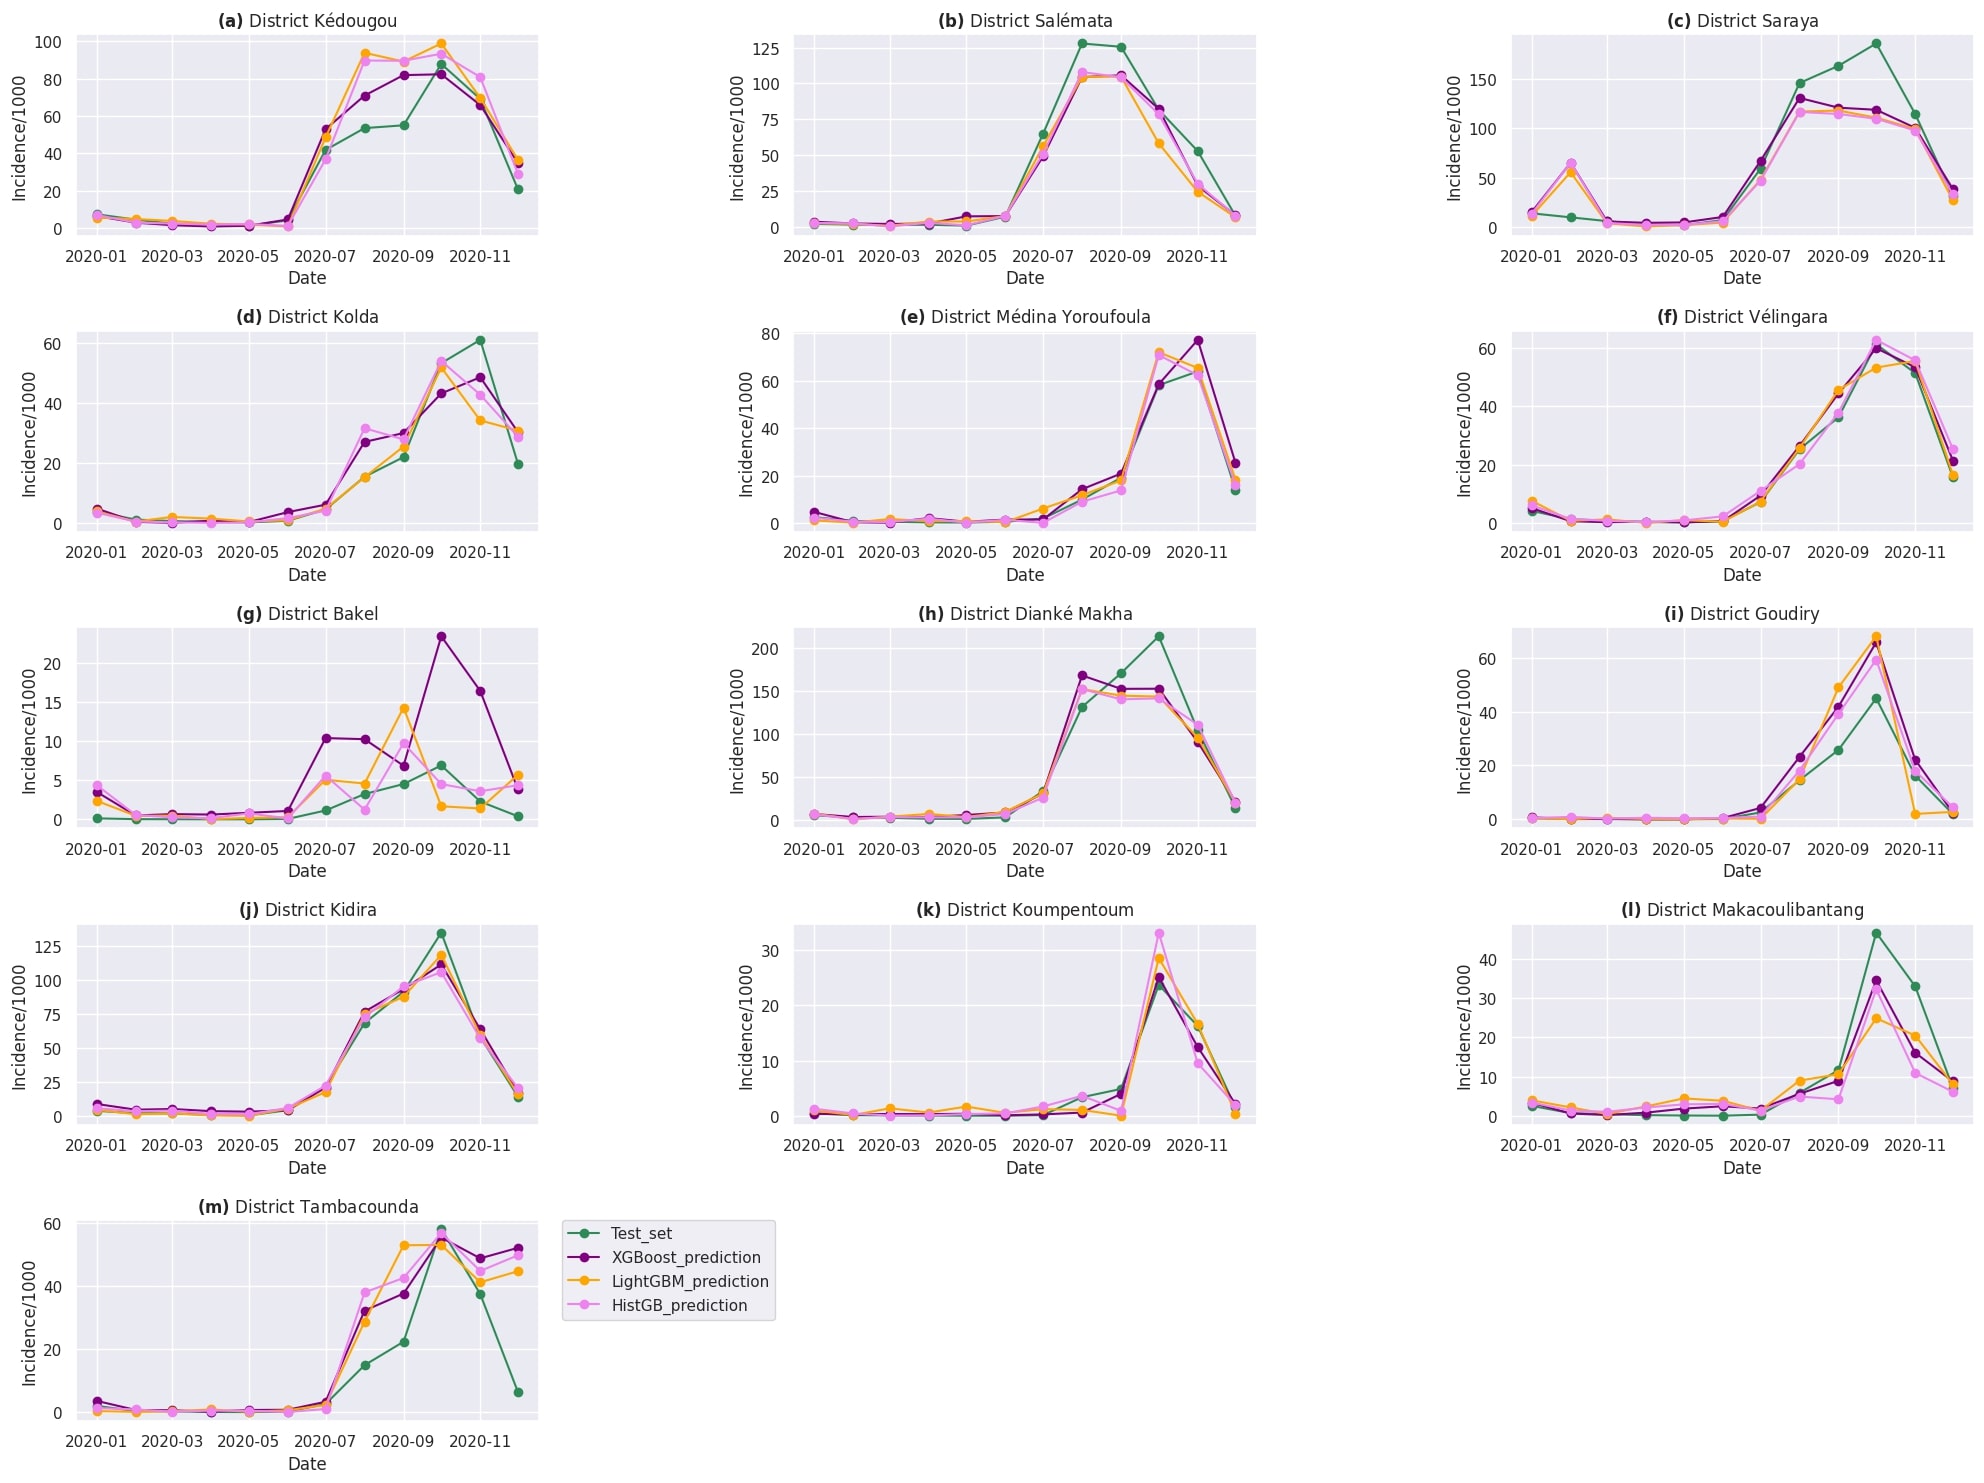 (a) District Kédougou
Incidence/1000
100
80
60
40
20
0
2020-01 2020-03 2020-05 2020-07 2020-09 2020-11
Date
(b) District Salémata
Incidence/1000
125
100
75
50
25
0
2020-01 2020-03 2020-05 2020-07 2020-09 2020-11
Date
(c) District Saraya
Incidence/1000
150
100
50
0
2020-01 2020-03 2020-05 2020-07 2020-09 2020-11
Date
(d) District Kolda
Incidence/1000
60
40
20
0
2020-01 2020-03 2020-05 2020-07 2020-09 2020-11
Date
(e) District Médina Yoroufoula
Incidence/1000
80
60
40
20
0
2020-01 2020-03 2020-05 2020-07 2020-09 2020-11
Date
(f) District Vélingara
Incidence/1000
60
40
20
0
2020-01 2020-03 2020-05 2020-07 2020-09 2020-11
Date
(g) District Bakel
Incidence/1000
20
15
10
5
0
2020-01 2020-03 2020-05 2020-07 2020-09 2020-11
Date
(h) District Dianké Makha
Incidence/1000
200
150
100
50
0
2020-01 2020-03 2020-05 2020-07 2020-09 2020-11
Date
(i) District Goudiry
Incidence/1000
60
40
20
0
2020-01 2020-03 2020-05 2020-07 2020-09 2020-11
Date
(j) District Kidira
Incidence/1000
125
100
75
50
25
0
2020-01 2020-03 2020-05 2020-07 2020-09 2020-11
Date
(k) District Koumpentoum
Incidence/1000
30
20
10
0
2020-01 2020-03 2020-05 2020-07 2020-09 2020-11
Date
(l) District Makacoulibantang
Incidence/1000
40
30
20
10
0
2020-01 2020-03 2020-05 2020-07 2020-09 2020-11
Date
(m) District Tambacounda
Incidence/1000
60
40
20
0
2020-01 2020-03 2020-05 2020-07 2020-09 2020-11
Date
Test_set
XGBoost_prediction
LightGBM_prediction
HistGB_prediction